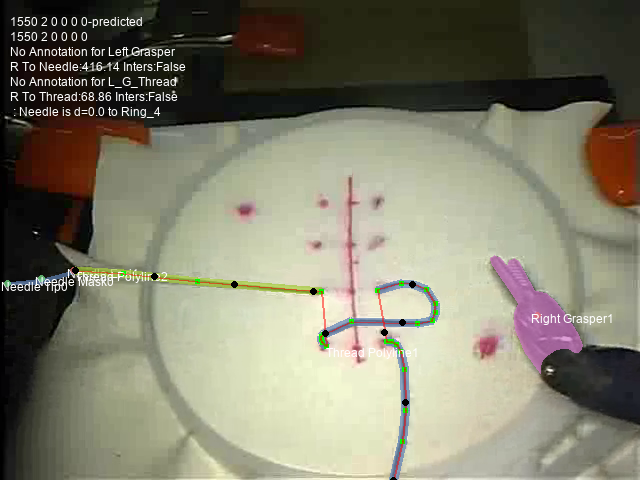 1550 2 0 0 0 0-predicted
1550 2 0 0 0 0
No Annotation for Left Grasper
R To Needle:416.14 Inters:False
No Annotation for L_G_Thread
R To Thread:68.86 Inters:False
: Needle is d=0.0 to Ring_4
Thread Polyline2
Needle Mask0
Needle Tip0
Right Grasper1
Thread Polyline1